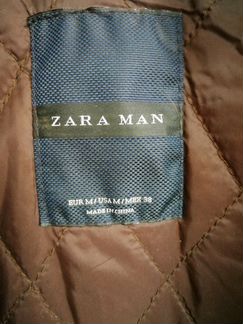 ZARA MAN
EUR M / USA M / MEX 38
MADE IN CHINA